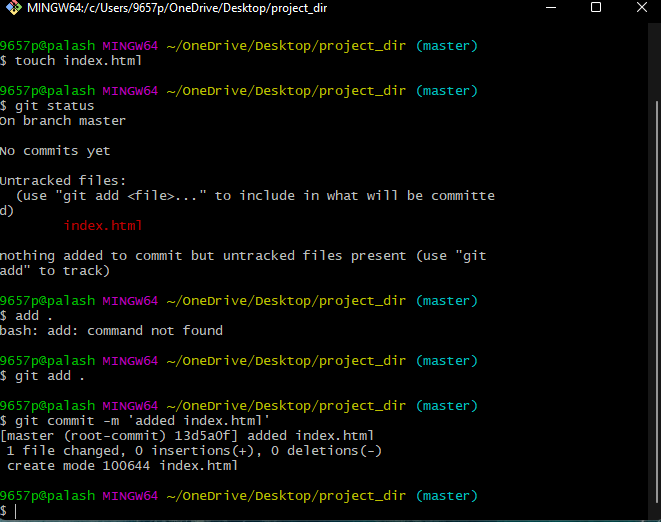 MINGW64:/c/Users/9657p/OneDrive/Desktop/project_dir
9657p@palash MINGW64 ~/OneDrive/Desktop/project_dir (master)
$ touch index.html
9657p@palash MINGW64 ~/OneDrive/Desktop/project_dir (master)
$ git status
On branch master
No commits yet
Untracked files:
  (use "git add <file>..." to include in what will be committe
d)
        index.html
nothing added to commit but untracked files present (use "git
add" to track)
9657p@palash MINGW64 ~/OneDrive/Desktop/project_dir (master)
$ add .
bash: add: command not found
9657p@palash MINGW64 ~/OneDrive/Desktop/project_dir (master)
$ git add .
9657p@palash MINGW64 ~/OneDrive/Desktop/project_dir (master)
$ git commit -m 'added index.html'
[master (root-commit) 13d5a0f] added index.html
 1 file changed, 0 insertions(+), 0 deletions(-)
 create mode 100644 index.html
9657p@palash MINGW64 ~/OneDrive/Desktop/project_dir (master)
$